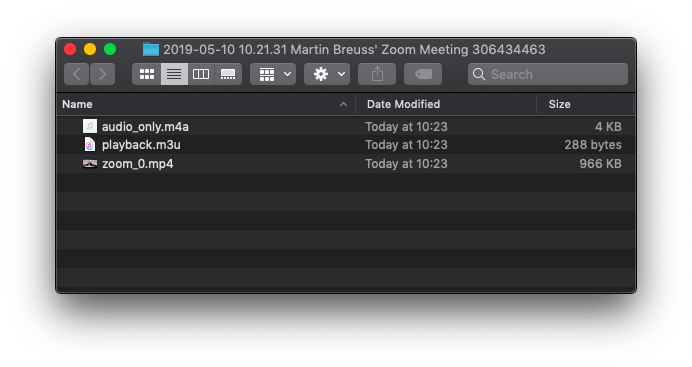 2019-05-10 10.21.31 Martin Breuss' Zoom Meeting 306434463
Search
Name Date Modified Size
audio_only.m4a Today at 10:23 4 KB
playback.m3u Today at 10:23 288 bytes
zoom_0.mp4 Today at 10:23 966 KB